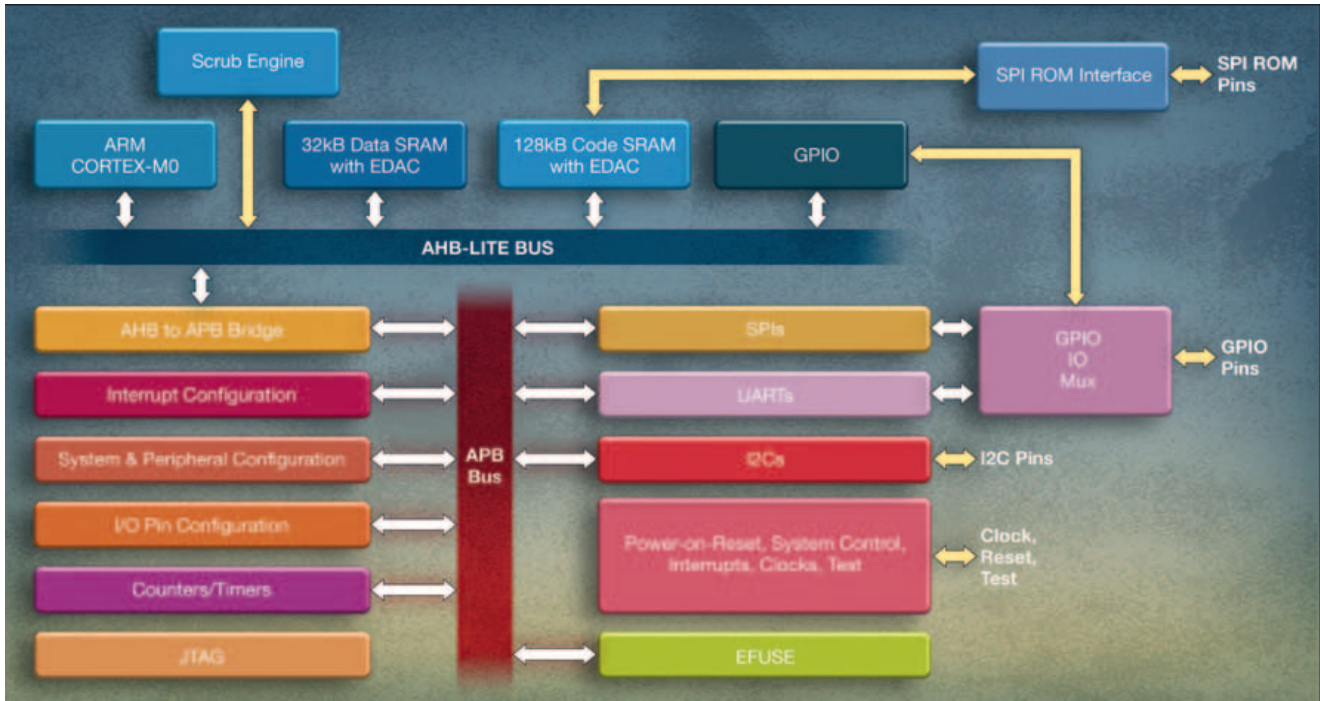 Scrub Engine
SPI ROM Interface
SPI ROM
Pins
ARM
CORTEX-M0
32kB Data SRAM
with EDAC
128kB Code SRAM
with EDAC
GPIO
AHB-LITE BUS
AHB to APB Bridge
SPIs
GPIO
IO
Mux
GPIO
Pins
Interrupt Configuration
UARTs
System & Peripheral Configuration
APB
Bus
I2Cs
I2C Pins
I/O Pin Configuration
Power-on-Reset, System Control,
Interrupts, Clocks, Test
Clock,
Reset,
Test
Counters/Timers
JTAG
EFUSE